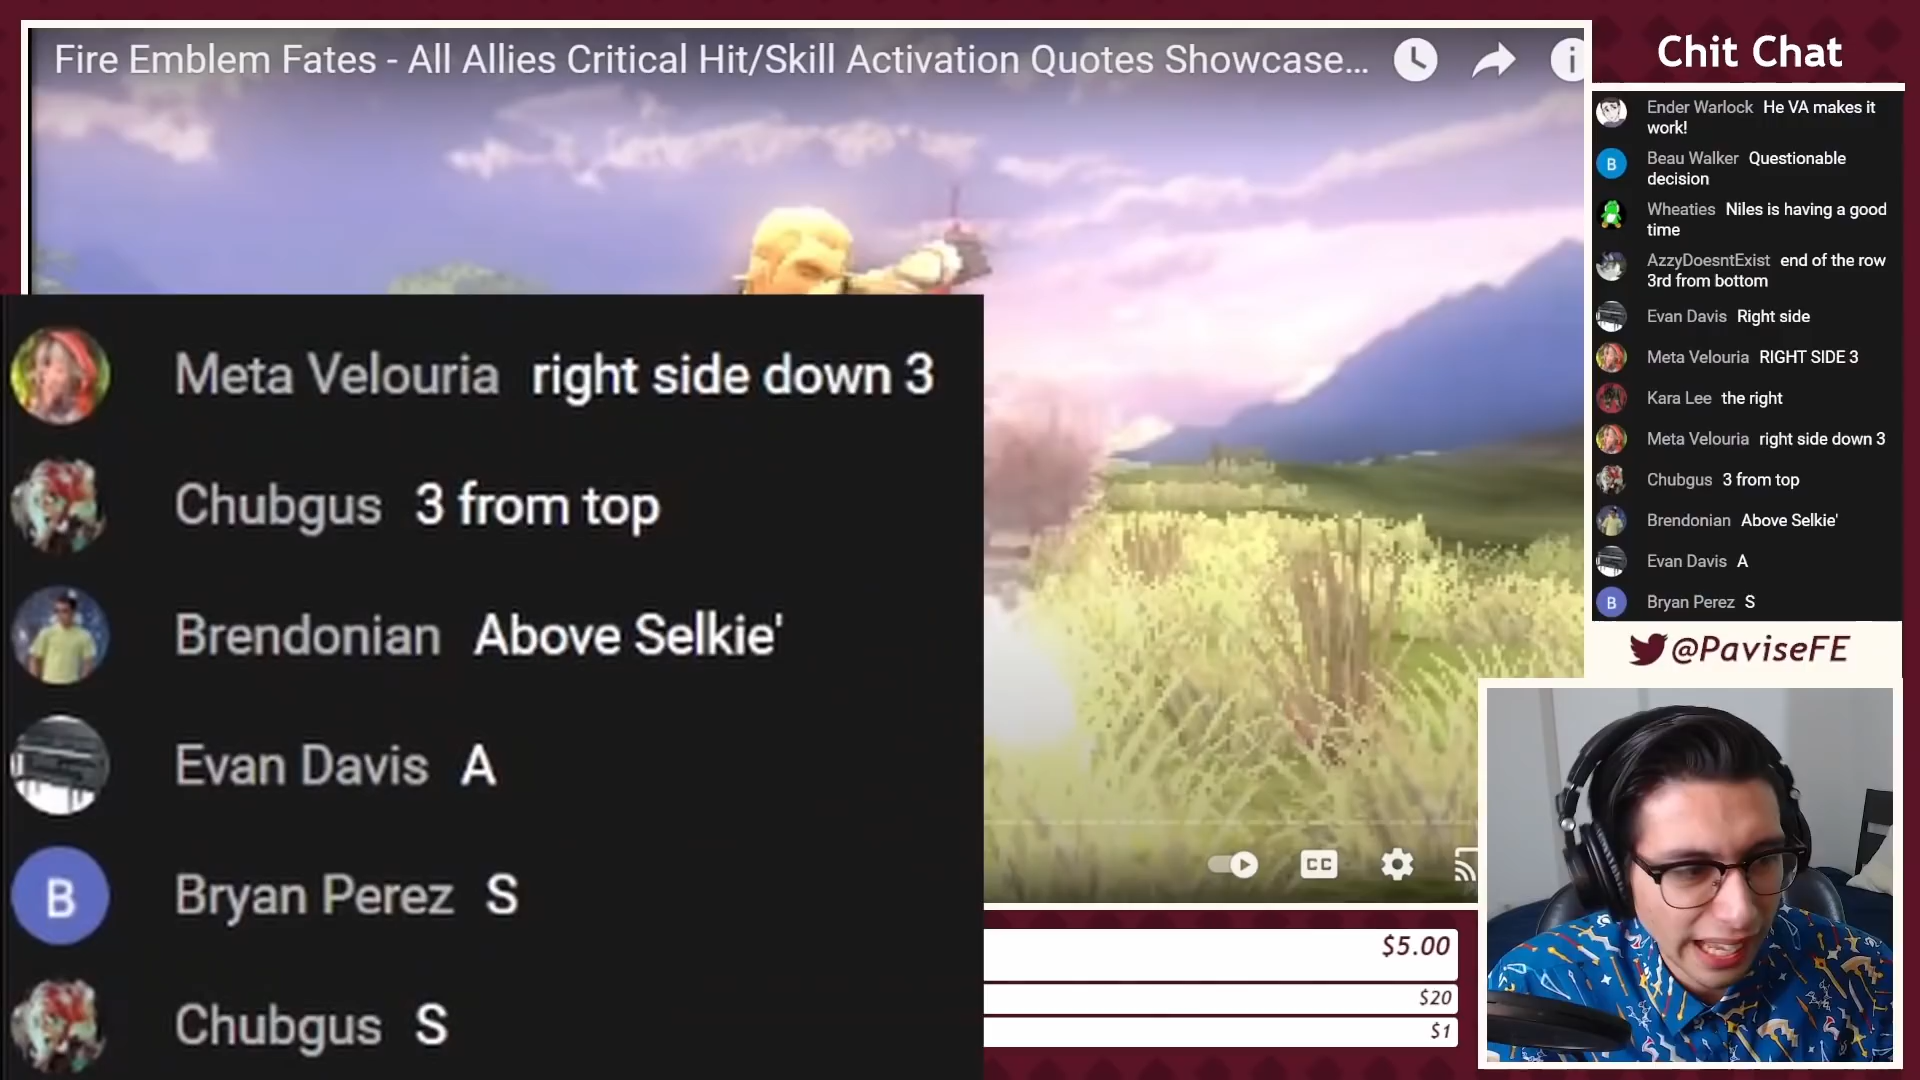 Fire Emblem Fates - All Allies Critical Hit/Skill Activation Quotes Showcase...
Chit Chat
Ender Warlock He VA makes it
work!
Beau Walker Questionable
decision
Wheaties Niles is having a good
time
AzzyDoesntExist end of the row
3rd from bottom
Evan Davis Right side
Meta Velouria RIGHT SIDE 3
Kara Lee the right
Meta Velouria right side down 3
Chubgus 3 from top
Brendonian Above Selkie'
Evan Davis A
B Bryan Perez S
@PaviseFE
Meta Velouria right side down 3
Chubgus 3 from top
Brendonian Above Selkie'
Evan Davis A
B Bryan Perez S
Chubgus S
CC
$5.00
$20
$1